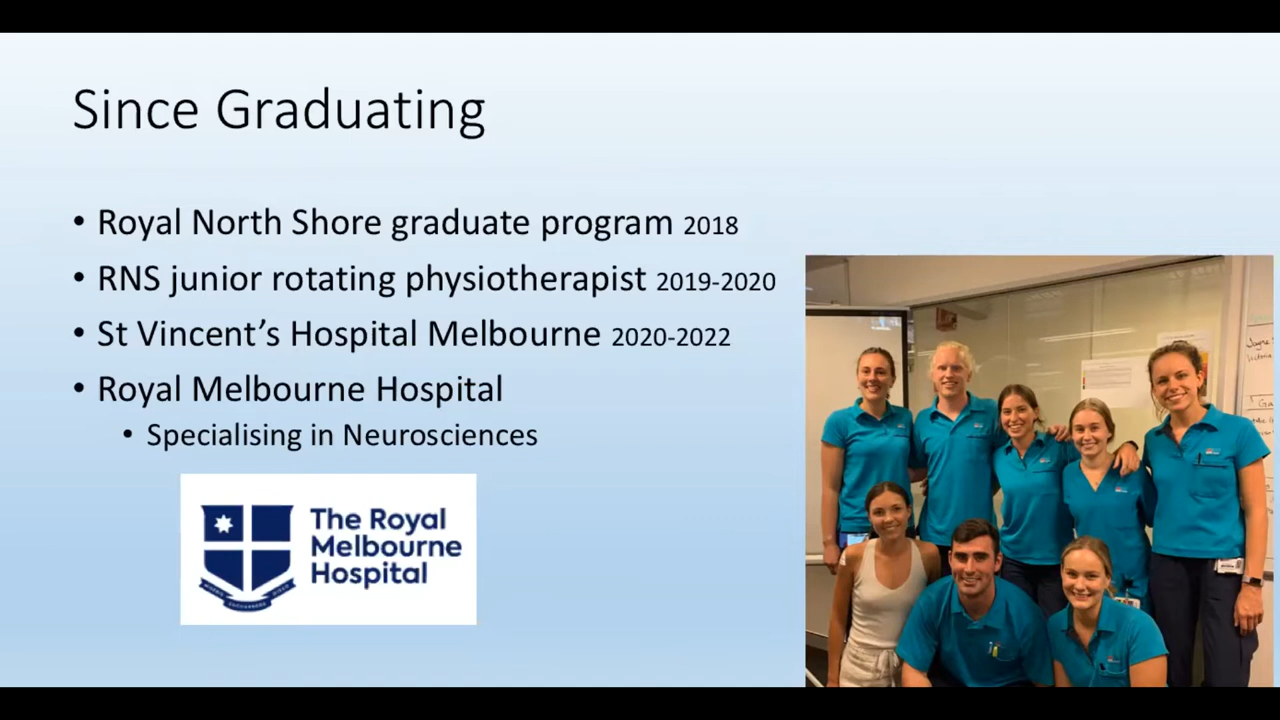 Since Graduating
• Royal North Shore graduate program 2018
• RNS junior rotating physiotherapist 2019-2020
• St Vincent’s Hospital Melbourne 2020-2022
• Royal Melbourne Hospital
• Specialising in Neurosciences
The Royal
Melbourne
Hospital